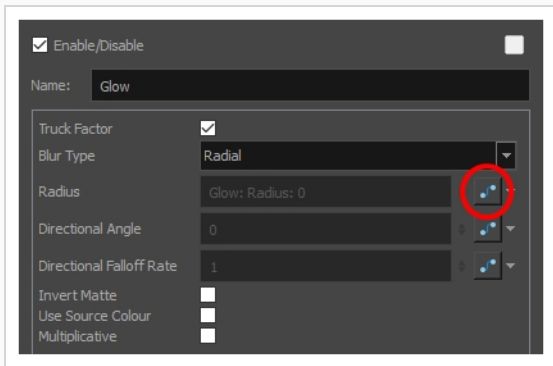 Enable/Disable
Name: Glow
Truck Factor
Blur Type Radial
Radius Glow: Radius: 0
Directional Angle 0
Directional Falloff Rate 1
Invert Matte
Use Source Colour
Multiplicative